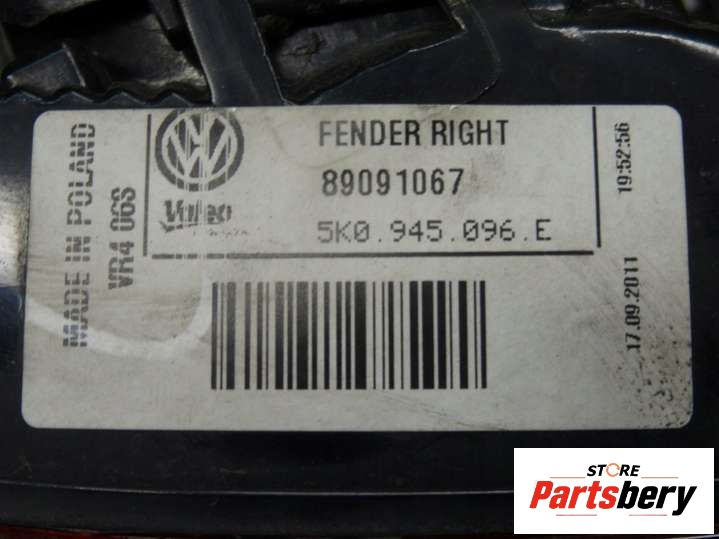 MADE IN POLAND
VR4 06S
Valeo
FENDER RIGHT
89091067
5K0.945.096.E
17.09.2011
19:52:56
STORE
Partsbery